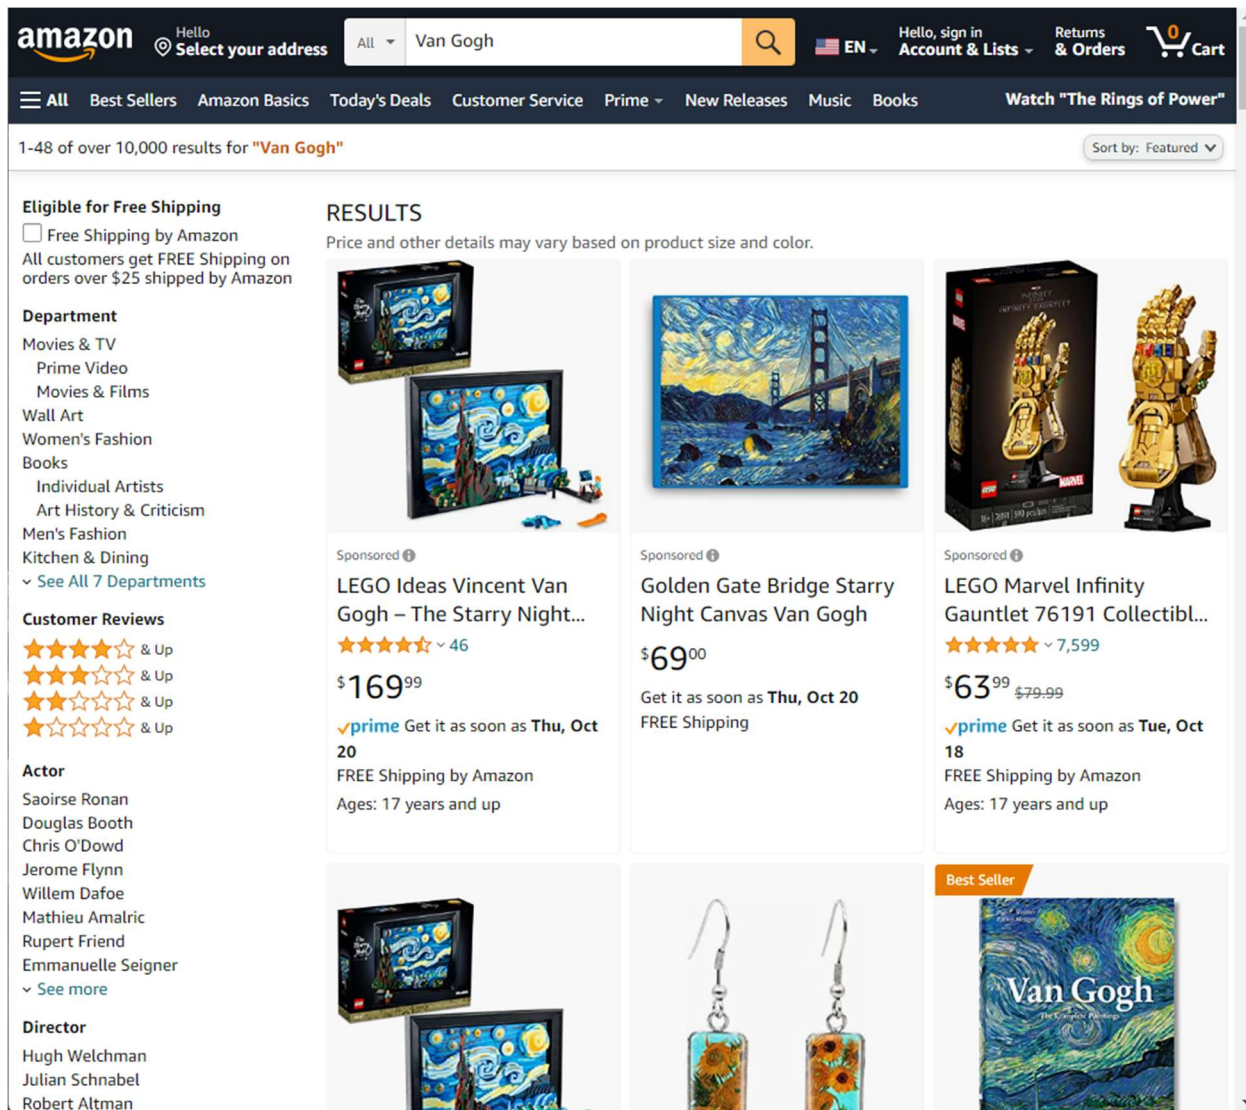 amazon
Hello
Select your address
All
Van Gogh
EN
Hello, sign in
Account & Lists
Returns
& Orders
0
Cart
All
Best Sellers
Amazon Basics
Today's Deals
Customer Service
Prime
New Releases
Music
Books
Watch "The Rings of Power"
1-48 of over 10,000 results for "Van Gogh"
Sort by: Featured
Eligible for Free Shipping
Free Shipping by Amazon
All customers get FREE Shipping on
orders over $25 shipped by Amazon
Department
Movies & TV
Prime Video
Movies & Films
Wall Art
Women's Fashion
Books
Individual Artists
Art History & Criticism
Men's Fashion
Kitchen & Dining
See All 7 Departments
Customer Reviews
& Up
& Up
& Up
& Up
Actor
Saoirse Ronan
Douglas Booth
Chris O'Dowd
Jerome Flynn
Willem Dafoe
Mathieu Amalric
Rupert Friend
Emmanuelle Seigner
See more
Director
Hugh Welchman
Julian Schnabel
Robert Altman
RESULTS
Price and other details may vary based on product size and color.
Sponsored
LEGO Ideas Vincent Van
Gogh – The Starry Night...
46
$16999
prime Get it as soon as Thu, Oct
20
FREE Shipping by Amazon
Ages: 17 years and up
Sponsored
Golden Gate Bridge Starry
Night Canvas Van Gogh
$6900
Get it as soon as Thu, Oct 20
FREE Shipping
INFINITY GAUNTLET
MARVEL
Sponsored
LEGO Marvel Infinity
Gauntlet 76191 Collectibl...
7,599
$6399 $79.99
prime Get it as soon as Tue, Oct
18
FREE Shipping by Amazon
Ages: 17 years and up
Best Seller
Van Gogh
The Complete Paintings